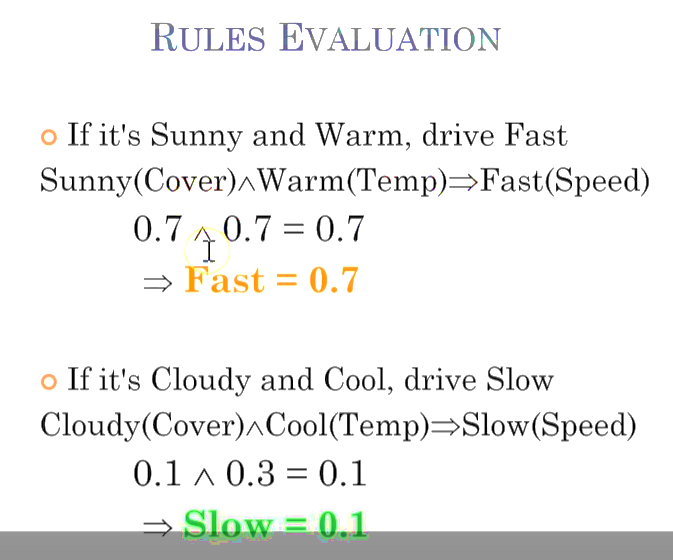 RULES EVALUATION
If it's Sunny and Warm, drive Fast
Sunny(Cover)∧Warm(Temp)⇒Fast(Speed)
0.7 ∧ 0.7 = 0.7
⇒ Fast = 0.7
If it's Cloudy and Cool, drive Slow
Cloudy(Cover)∧Cool(Temp)⇒Slow(Speed)
0.1 ∧ 0.3 = 0.1
⇒ Slow = 0.1